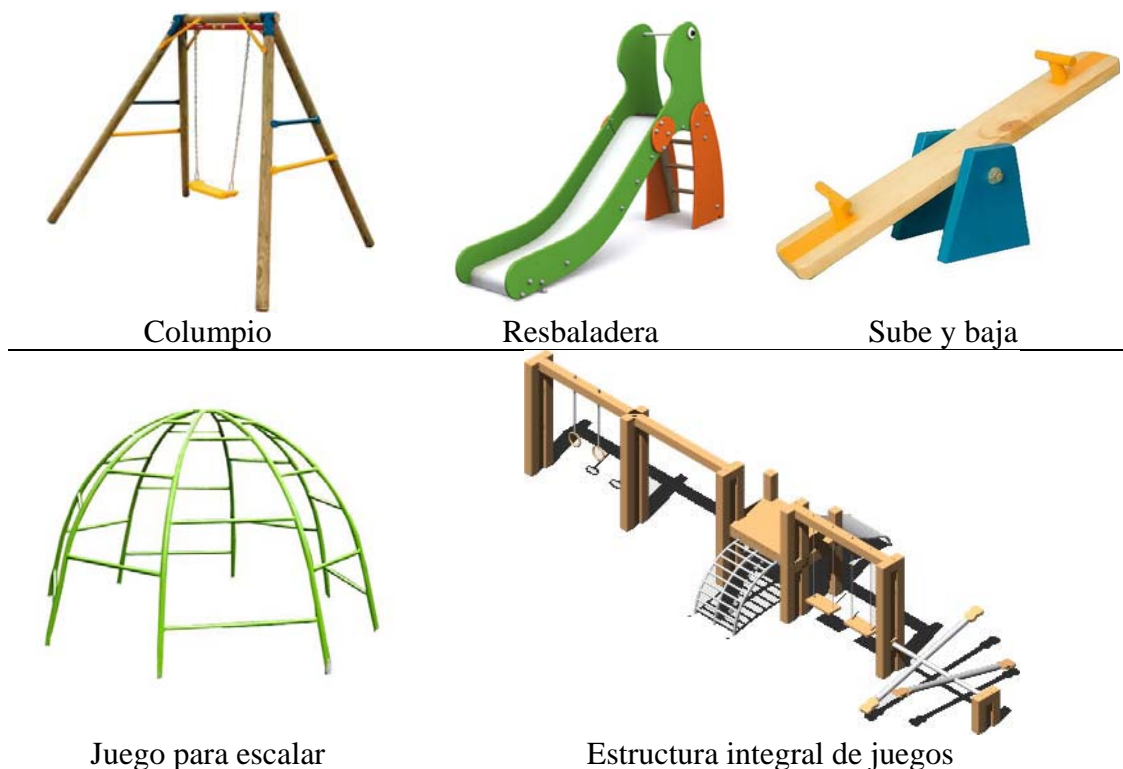 Columpio
Resbaladera
Sube y baja
Juego para escalar
Estructura integral de juegos